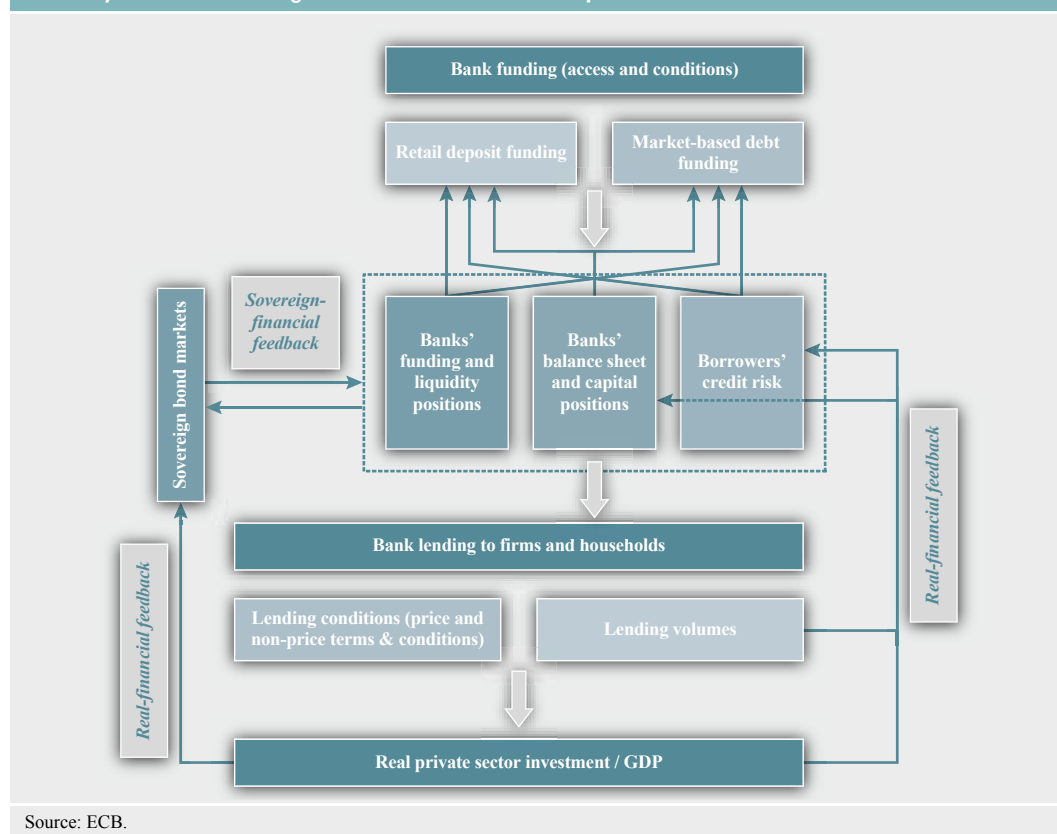 Bank funding (access and conditions)
Retail deposit funding
Market-based debt
funding
Sovereign-
financial
feedback
Sovereign bond markets
Banks’
funding and
liquidity
positions
Banks’
balance sheet
and capital
positions
Borrowers’
credit risk
Real-financial feedback
Bank lending to firms and households
Real-financial feedback
Lending conditions (price and
non-price terms & conditions)
Lending volumes
Real private sector investment / GDP
Source: ECB.